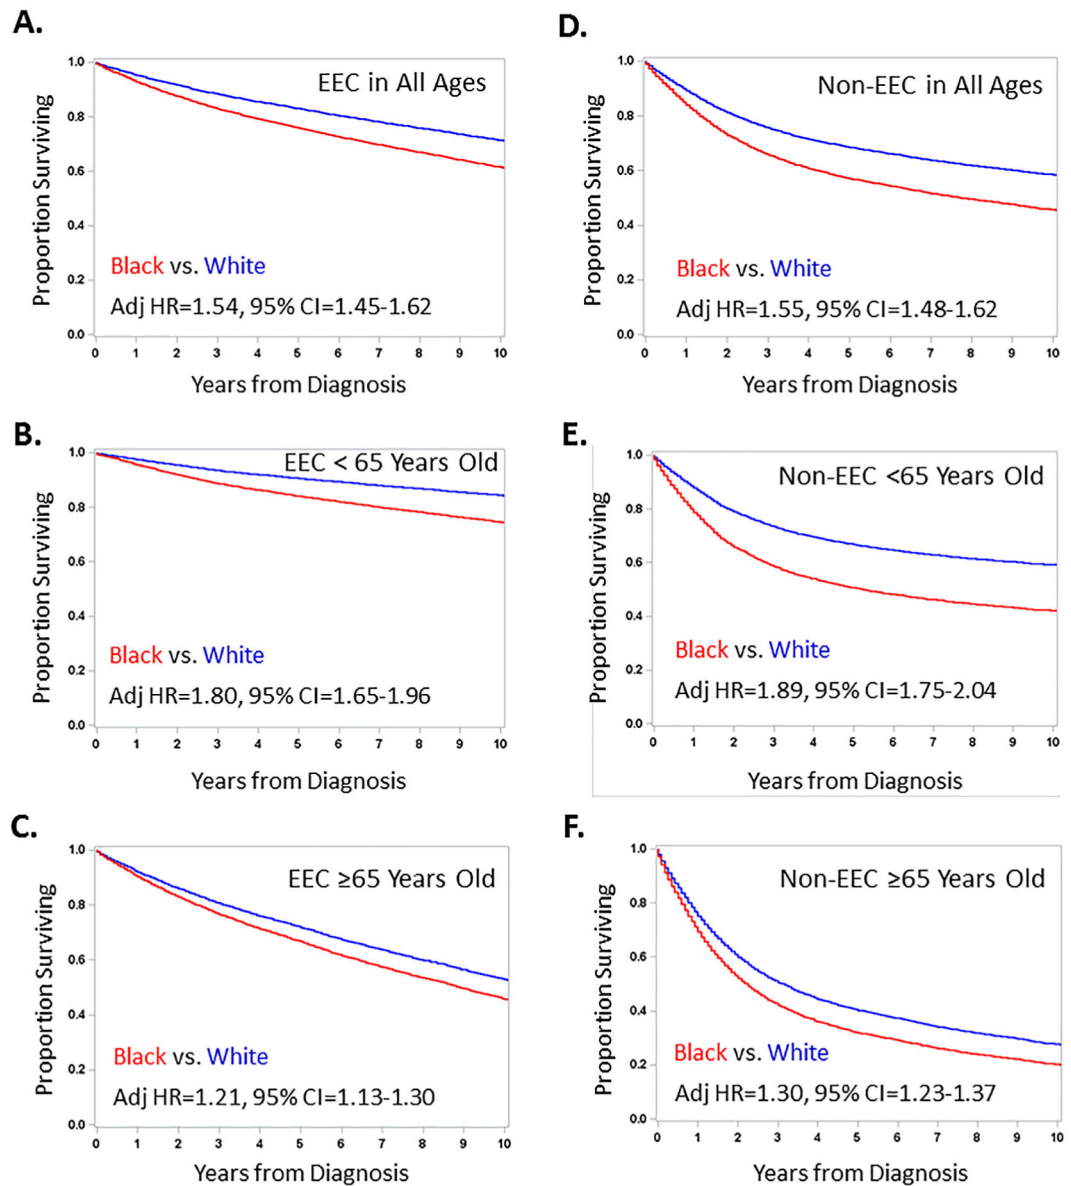 A.
EEC in All Ages
Proportion Surviving
1.0
0.8
0.6
0.4
0.2
0.0
Black vs. White
Adj HR=1.54, 95% CI=1.45-1.62
0 1 2 3 4 5 6 7 8 9 10
Years from Diagnosis
D.
Non-EEC in All Ages
Proportion Surviving
1.0
0.8
0.6
0.4
0.2
0.0
Black vs. White
Adj HR=1.55, 95% CI=1.48-1.62
0 1 2 3 4 5 6 7 8 9 10
Years from Diagnosis
B.
EEC < 65 Years Old
Proportion Surviving
1.0
0.8
0.6
0.4
0.2
0.0
Black vs. White
Adj HR=1.80, 95% CI=1.65-1.96
0 1 2 3 4 5 6 7 8 9 10
Years from Diagnosis
E.
Non-EEC <65 Years Old
Proportion Surviving
1.0
0.8
0.6
0.4
0.2
0.0
Black vs. White
Adj HR=1.89, 95% CI=1.75-2.04
0 1 2 3 4 5 6 7 8 9 10
Years from Diagnosis
C.
EEC ≥65 Years Old
Proportion Surviving
1.0
0.8
0.6
0.4
0.2
0.0
Black vs. White
Adj HR=1.21, 95% CI=1.13-1.30
0 1 2 3 4 5 6 7 8 9 10
Years from Diagnosis
F.
Non-EEC ≥65 Years Old
Proportion Surviving
1.0
0.8
0.6
0.4
0.2
0.0
Black vs. White
Adj HR=1.30, 95% CI=1.23-1.37
0 1 2 3 4 5 6 7 8 9 10
Years from Diagnosis